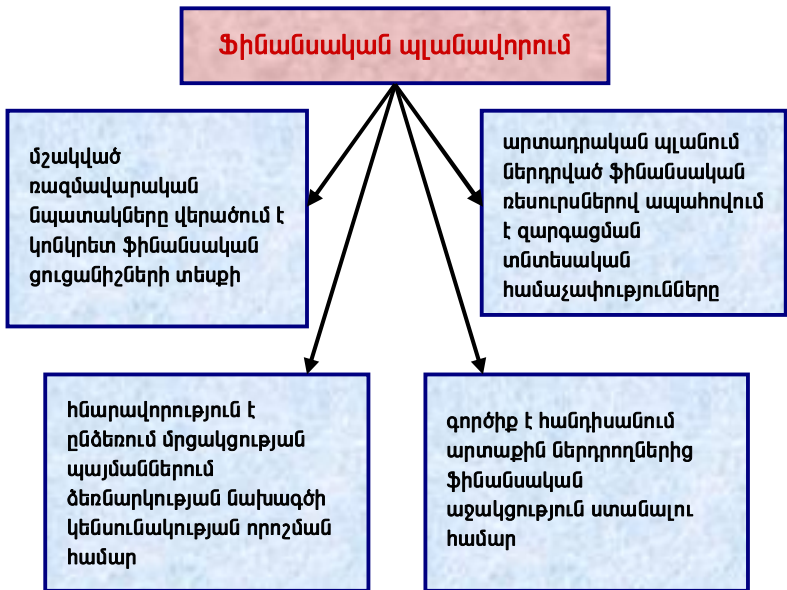 Ֆինանսական պլանավորում
մշակված
ռազմավարական
նպատակները վերածում է
կոնկրետ ֆինանսական
ցուցանիշների տեսքի
արտադրական պլանում
ներդրված ֆինանսական
ռեսուրսներով ապահովում
է զարգացման
տնտեսական
համաչափությունները
հնարավորություն է
ընձեռում մրցակցության
պայմաններում
ձեռնարկության նախագծի
կենսունակության որոշման
համար
գործիք է հանդիսանում
արտաքին ներդրողներից
ֆինանսական
աջակցություն ստանալու
համար